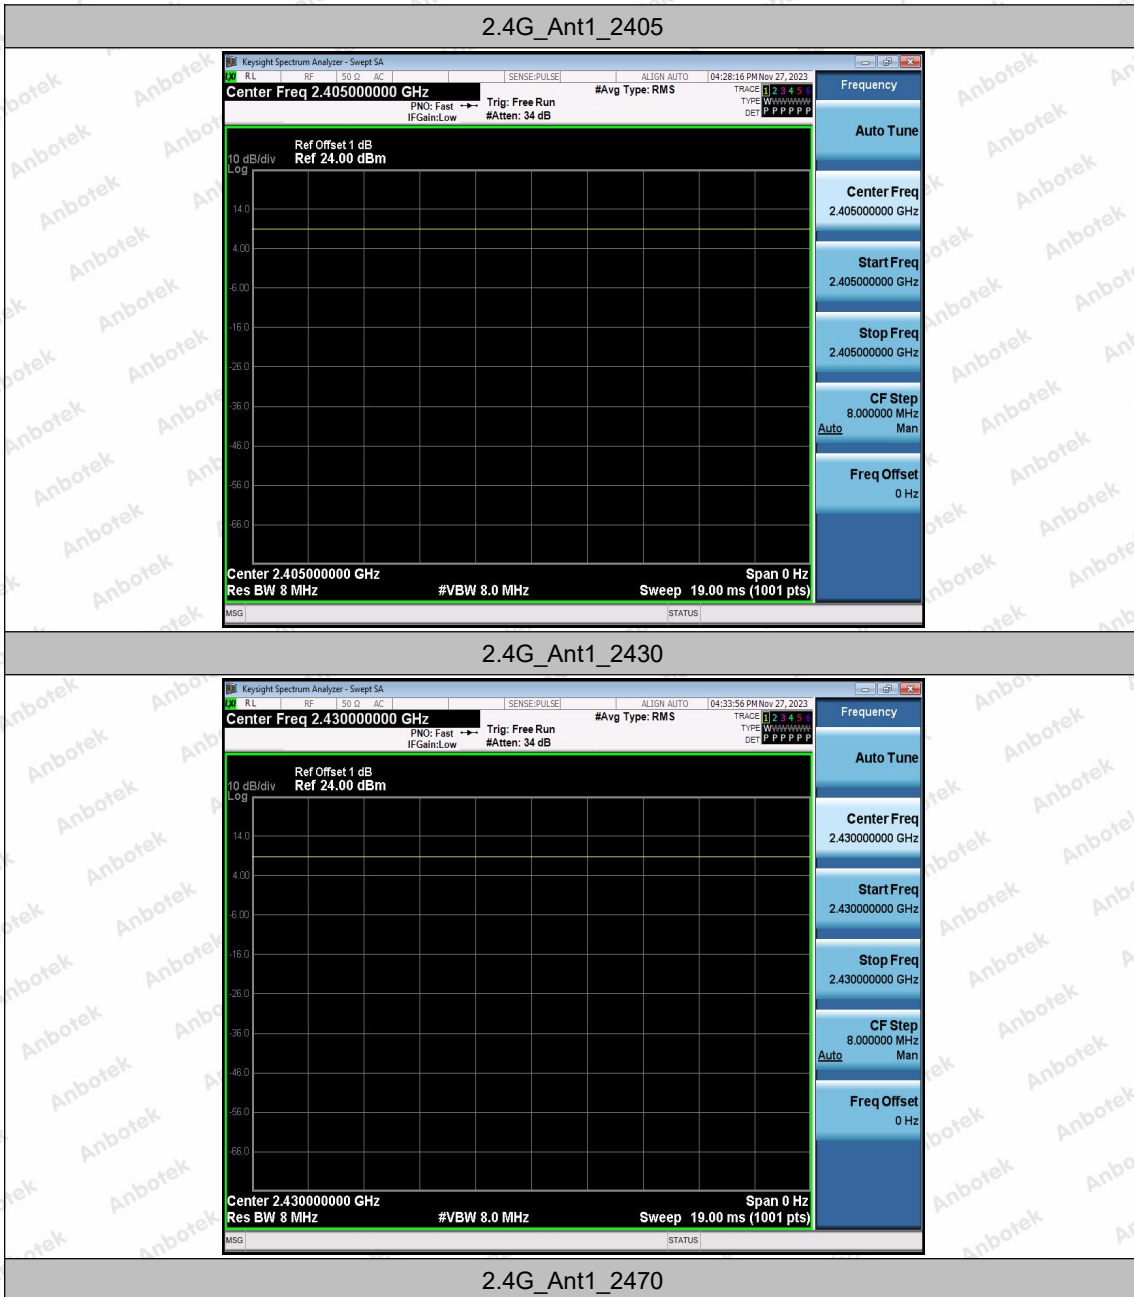 2.4G_Ant1_2405
Keysight Spectrum Analyzer - Swept SA
RL RF 50 Ω AC SENSE:PULSE ALIGN AUTO 04:28:16 PM Nov 27, 2023
Center Freq 2.405000000 GHz
#Avg Type: RMS
TRACE 1 2 3 4 5 6
PNO: Fast
Trig: Free Run
TYPE WWWWWW
IFGain:Low
#Atten: 34 dB
DET P P P P P P
Ref Offset 1 dB
10 dB/div Ref 24.00 dBm
Log
14.0
4.00
-6.00
-16.0
-26.0
-36.0
-46.0
-56.0
-66.0
Center 2.405000000 GHz Span 0 Hz
Res BW 8 MHz #VBW 8.0 MHz Sweep 19.00 ms (1001 pts)
MSG STATUS
Frequency
Auto Tune
Center Freq
2.405000000 GHz
Start Freq
2.405000000 GHz
Stop Freq
2.405000000 GHz
CF Step
8.000000 MHz
Auto Man
Freq Offset
0 Hz
2.4G_Ant1_2430
Keysight Spectrum Analyzer - Swept SA
RL RF 50 Ω AC SENSE:PULSE ALIGN AUTO 04:33:56 PM Nov 27, 2023
Center Freq 2.430000000 GHz
#Avg Type: RMS
TRACE 1 2 3 4 5 6
PNO: Fast
Trig: Free Run
TYPE WWWWWW
IFGain:Low
#Atten: 34 dB
DET P P P P P P
Ref Offset 1 dB
10 dB/div Ref 24.00 dBm
Log
14.0
4.00
-6.00
-16.0
-26.0
-36.0
-46.0
-56.0
-66.0
Center 2.430000000 GHz Span 0 Hz
Res BW 8 MHz #VBW 8.0 MHz Sweep 19.00 ms (1001 pts)
MSG STATUS
Frequency
Auto Tune
Center Freq
2.430000000 GHz
Start Freq
2.430000000 GHz
Stop Freq
2.430000000 GHz
CF Step
8.000000 MHz
Auto Man
Freq Offset
0 Hz
2.4G_Ant1_2470
Anbotek